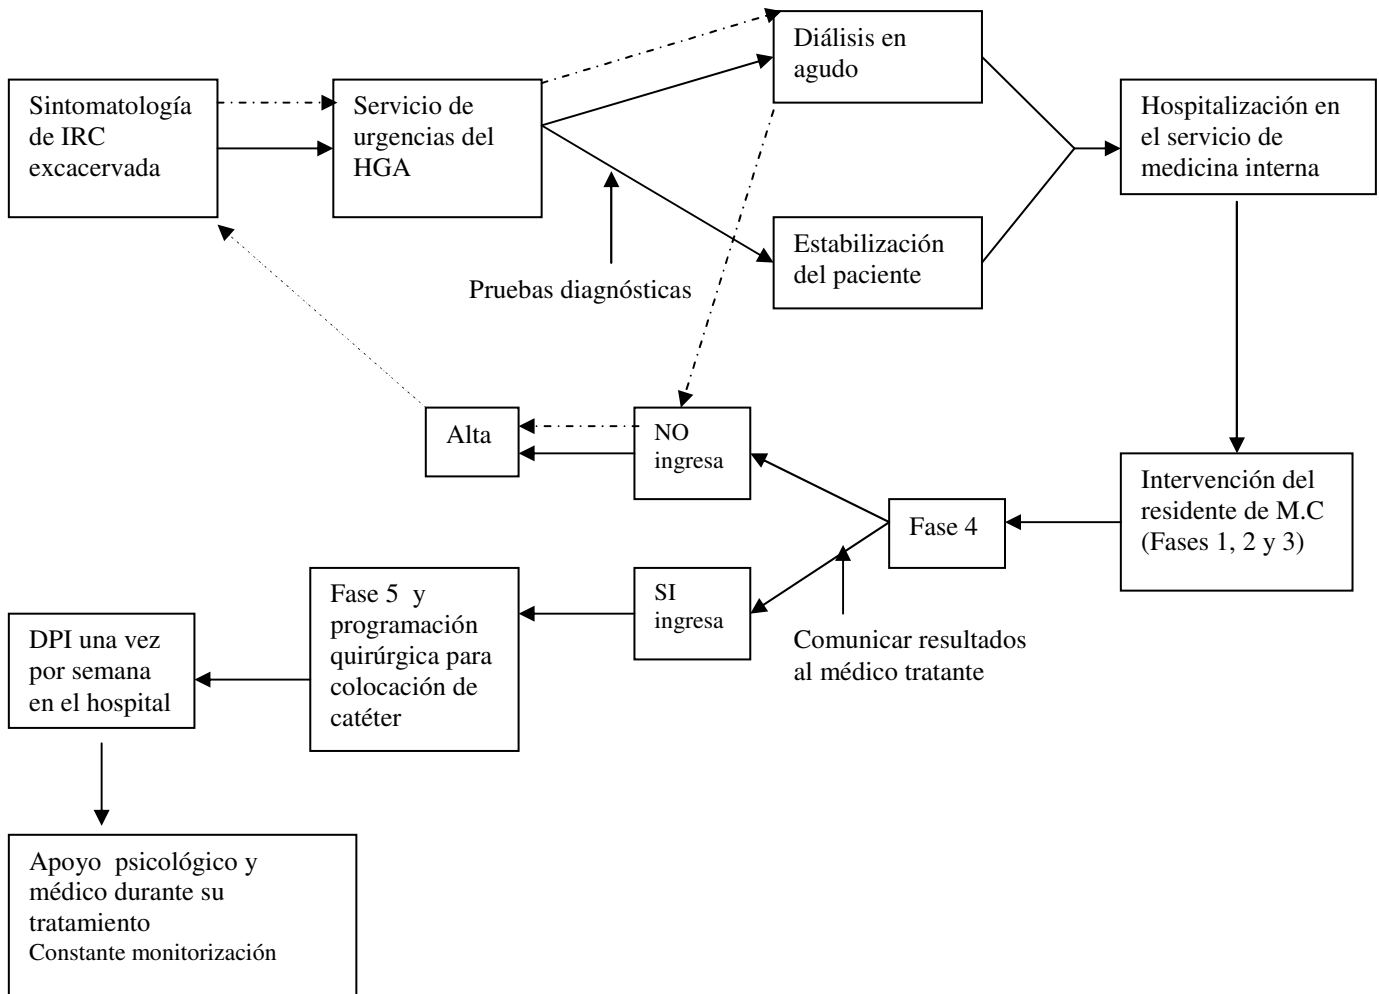 Diálisis en
agudo
Sintomatología
de IRC
excacervada
Servicio de
urgencias del
HGA
Hospitalización en
el servicio de
medicina interna
Estabilización
del paciente
Pruebas diagnósticas
Alta
NO
ingresa
Intervención del
residente de M.C
(Fases 1, 2 y 3)
Fase 4
SI
ingresa
Comunicar resultados
al médico tratante
Fase 5 y
programación
quirúrgica para
colocación de
catéter
DPI una vez
por semana
en el hospital
Apoyo psicológico y
médico durante su
tratamiento
Constante monitorización